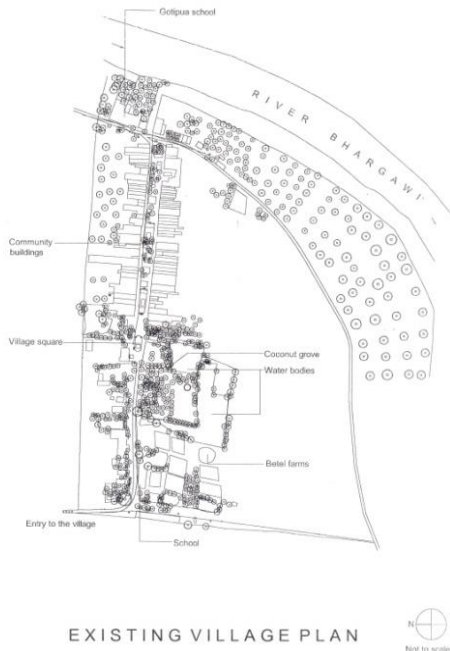 Gotipua school
RIVER BHARGAWI
Community
buildings
Village square
Coconut grove
Water bodies
Betel farms
Entry to the village
School
EXISTING VILLAGE PLAN
N
Not to scale